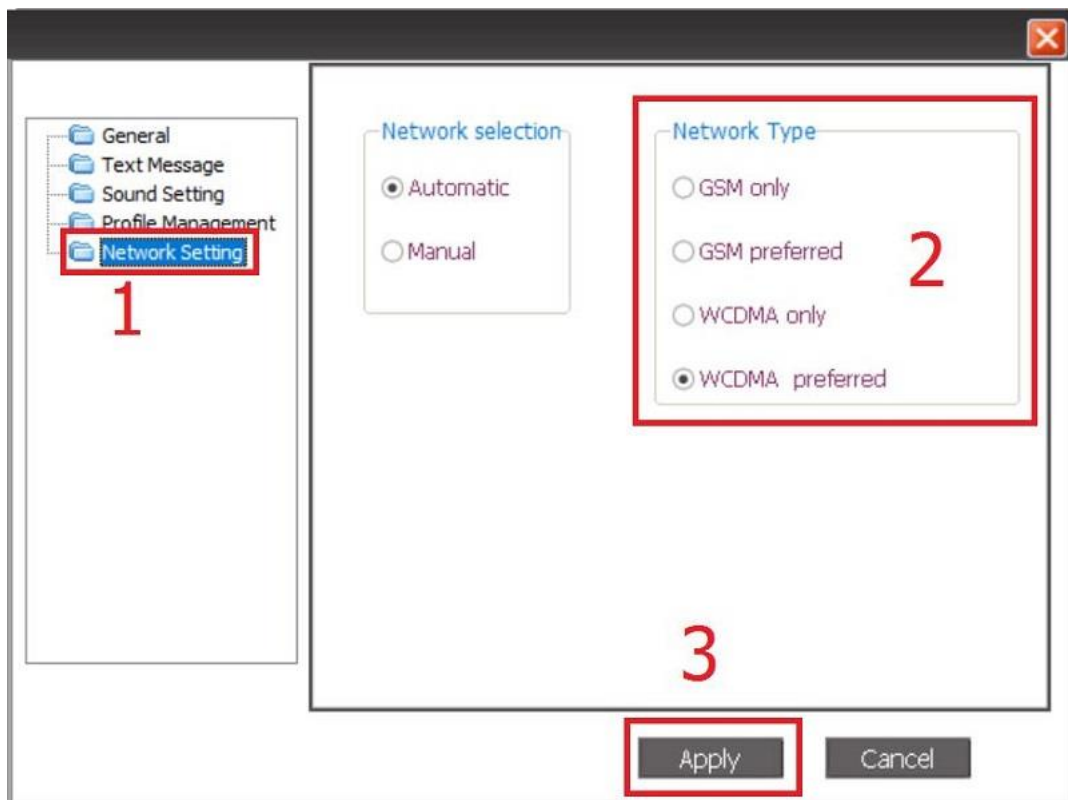 General
Text Message
Sound Setting
Profile Management
Network Setting
1
Network selection
Automatic
Manual
Network Type
GSM only
GSM preferred
WCDMA only
WCDMA preferred
2
3
Apply
Cancel